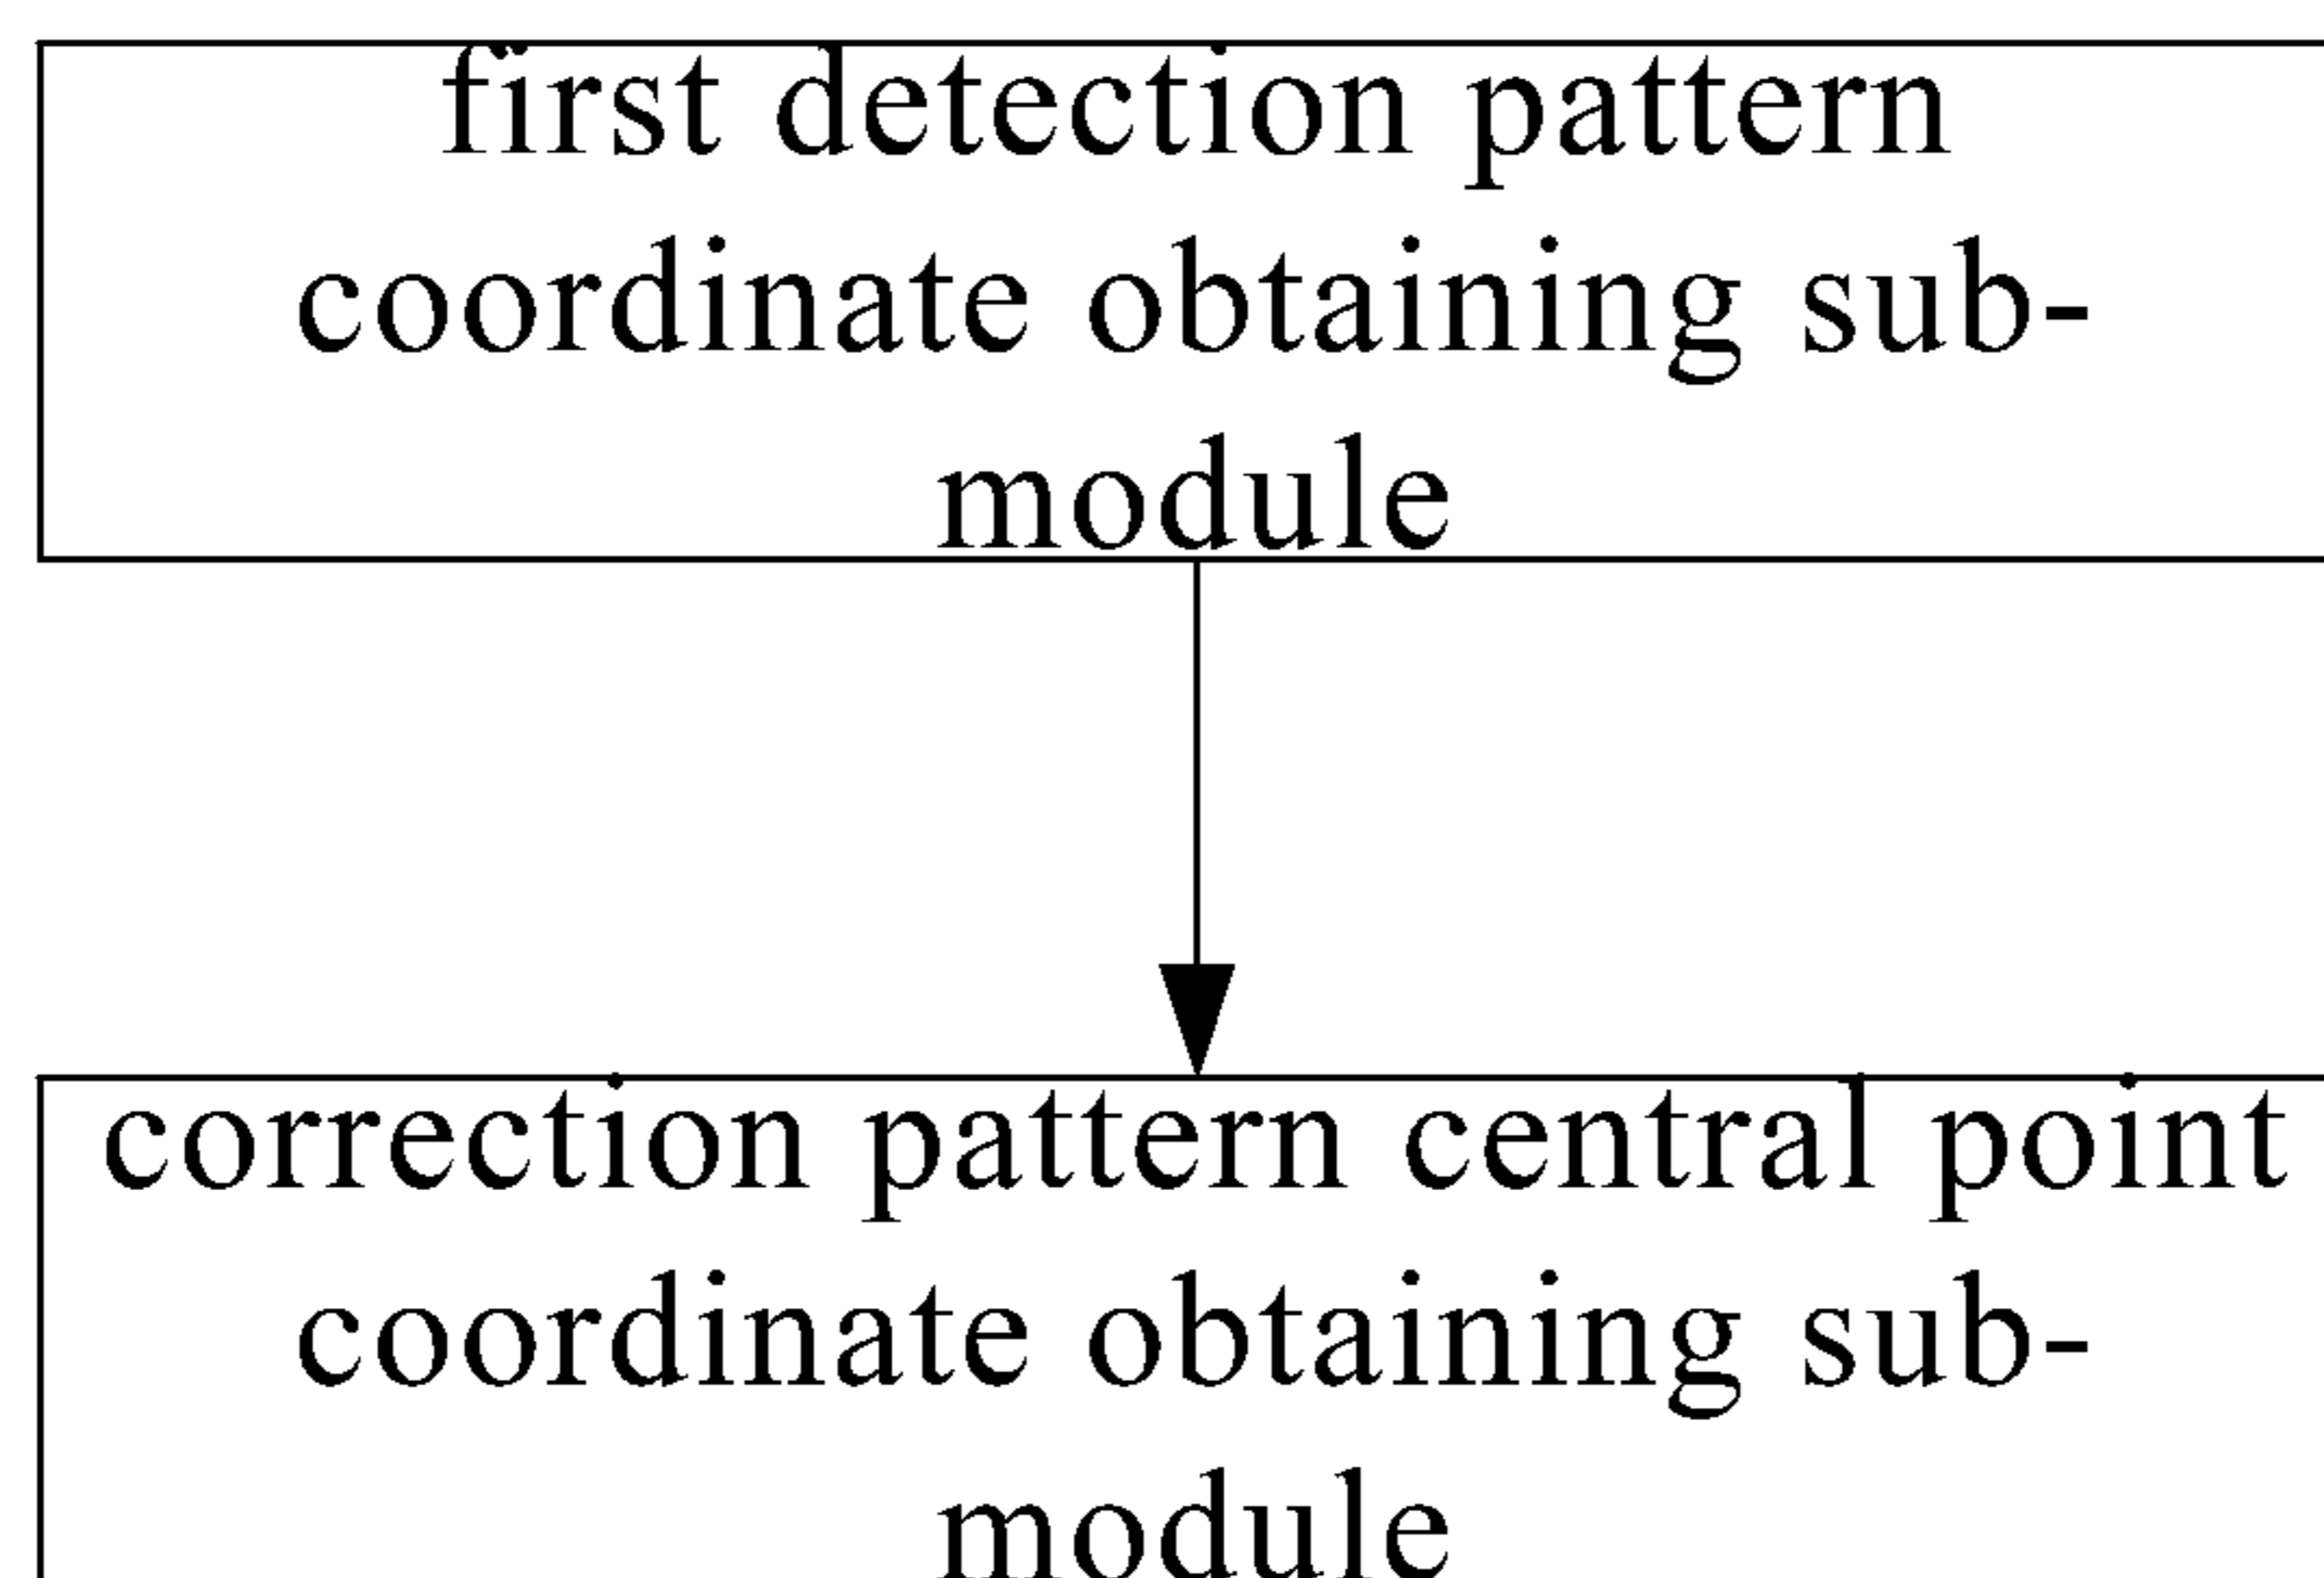 first detection pattern
coordinate obtaining sub-
module
correction pattern central point
coordinate obtaining sub-
module